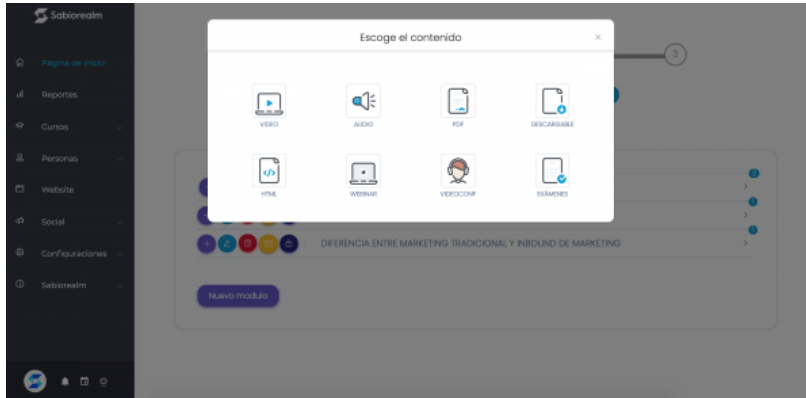 Sabiorealm
Escoge el contenido
×
3
Página de inicio
Reportes
Cursos
Personas
Website
Social
Configuraciones
Sabiorealm
VIDEO
AUDIO
PDF
DESCARGABLE
HTML
WEBINAR
VIDEOCONF
EXÁMENES
DIFERENCIA ENTRE MARKETING TRADICIONAL Y INBOUND DE MARKETING
Nuevo modulo